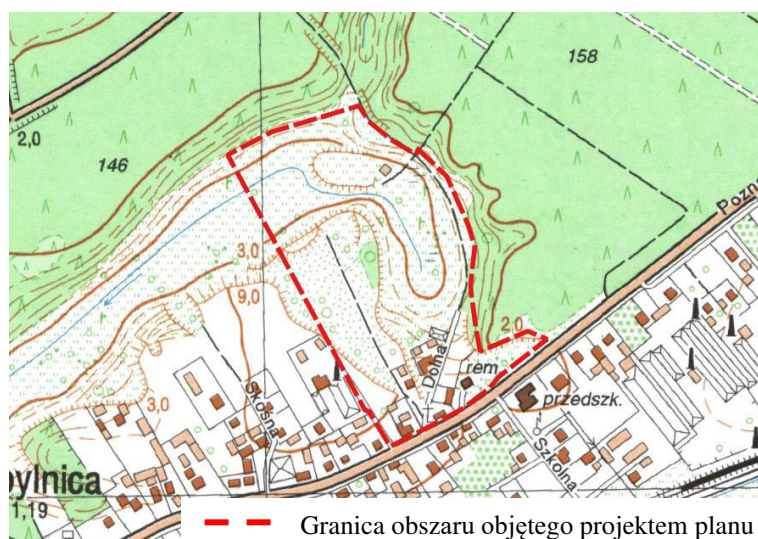 158
2,0
146
Pozn
3,0
9,0
2,0
Dolna
rem.
przedszk.
Skośna
3,0
Szkolna
ylnica
1,19
Granica obszaru objętego projektem planu